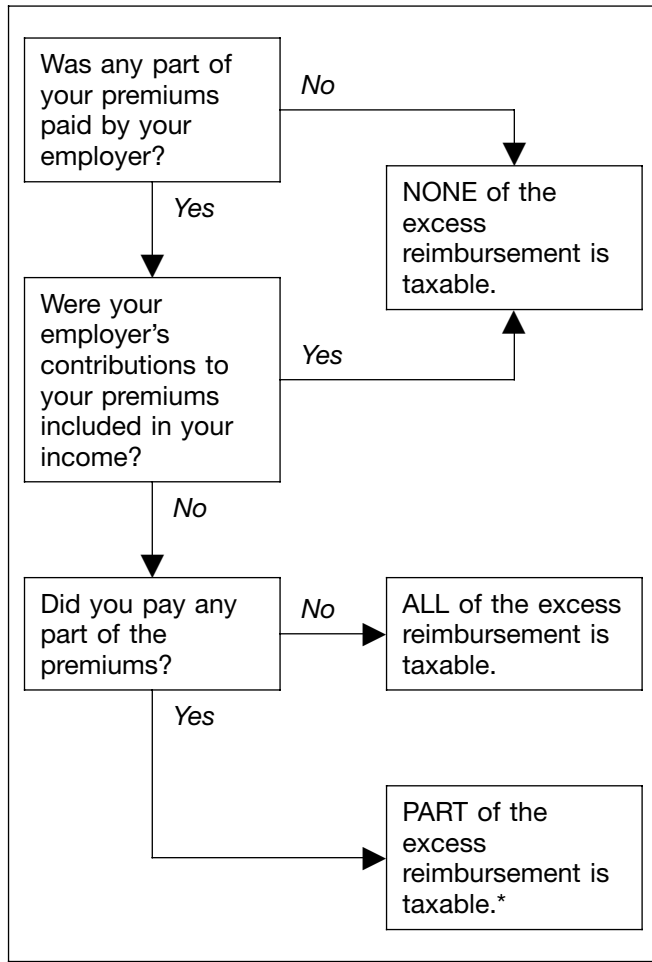 Was any part of
your premiums
paid by your
employer?
No
NONE of the
excess
reimbursement is
taxable.
Yes
Were your
employer’s
contributions to
your premiums
included in your
income?
Yes
No
Did you pay any
part of the
premiums?
No
ALL of the excess
reimbursement is
taxable.
Yes
PART of the
excess
reimbursement is
taxable.*